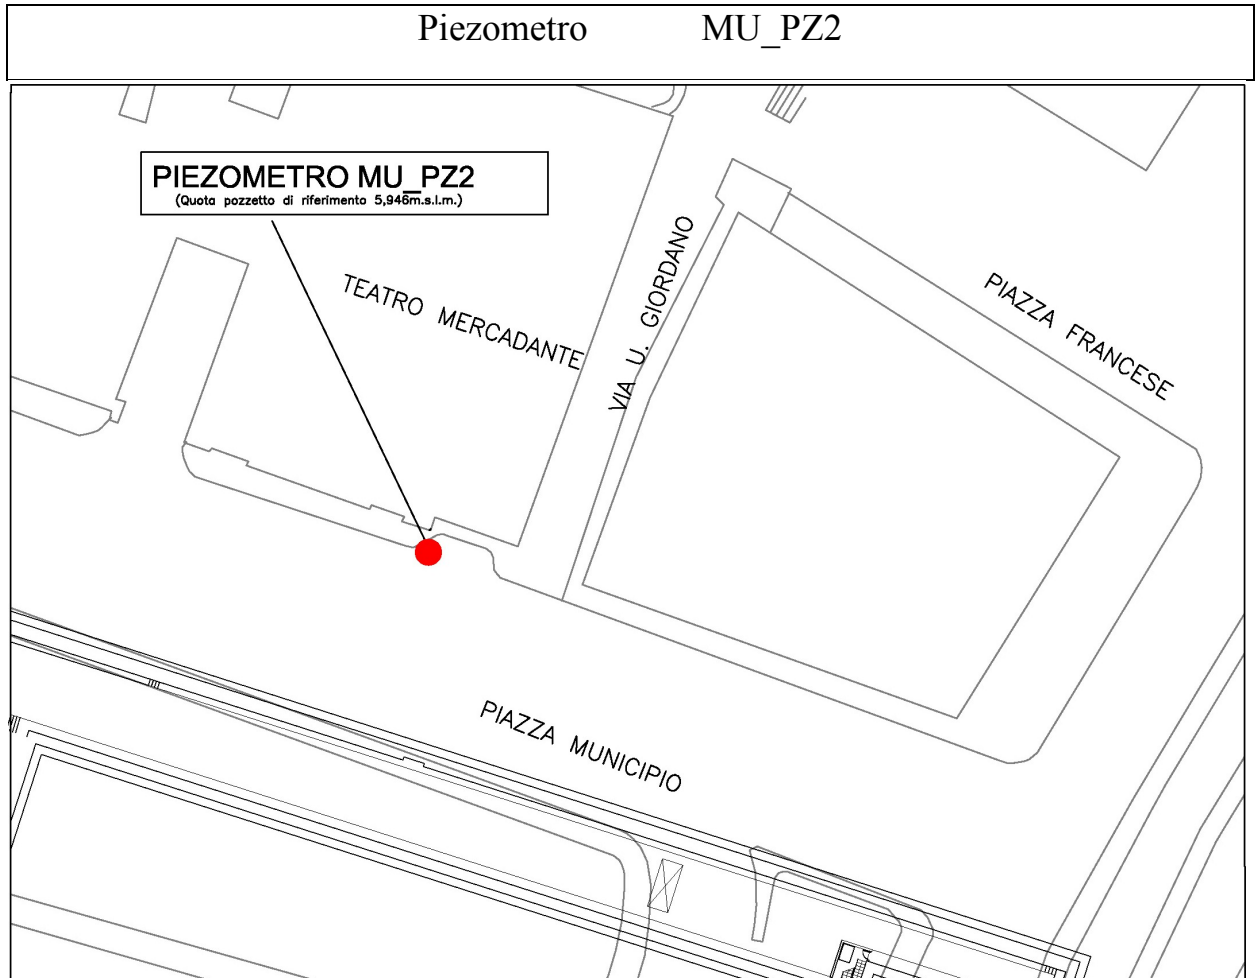 Piezometro MU_PZ2
PIEZOMETRO MU_PZ2
(Quota pozzetto di riferimento 5,946m.s.l.m.)
TEATRO MERCADANTE
VIA U. GIORDANO
PIAZZA FRANCESE
PIAZZA MUNICIPIO